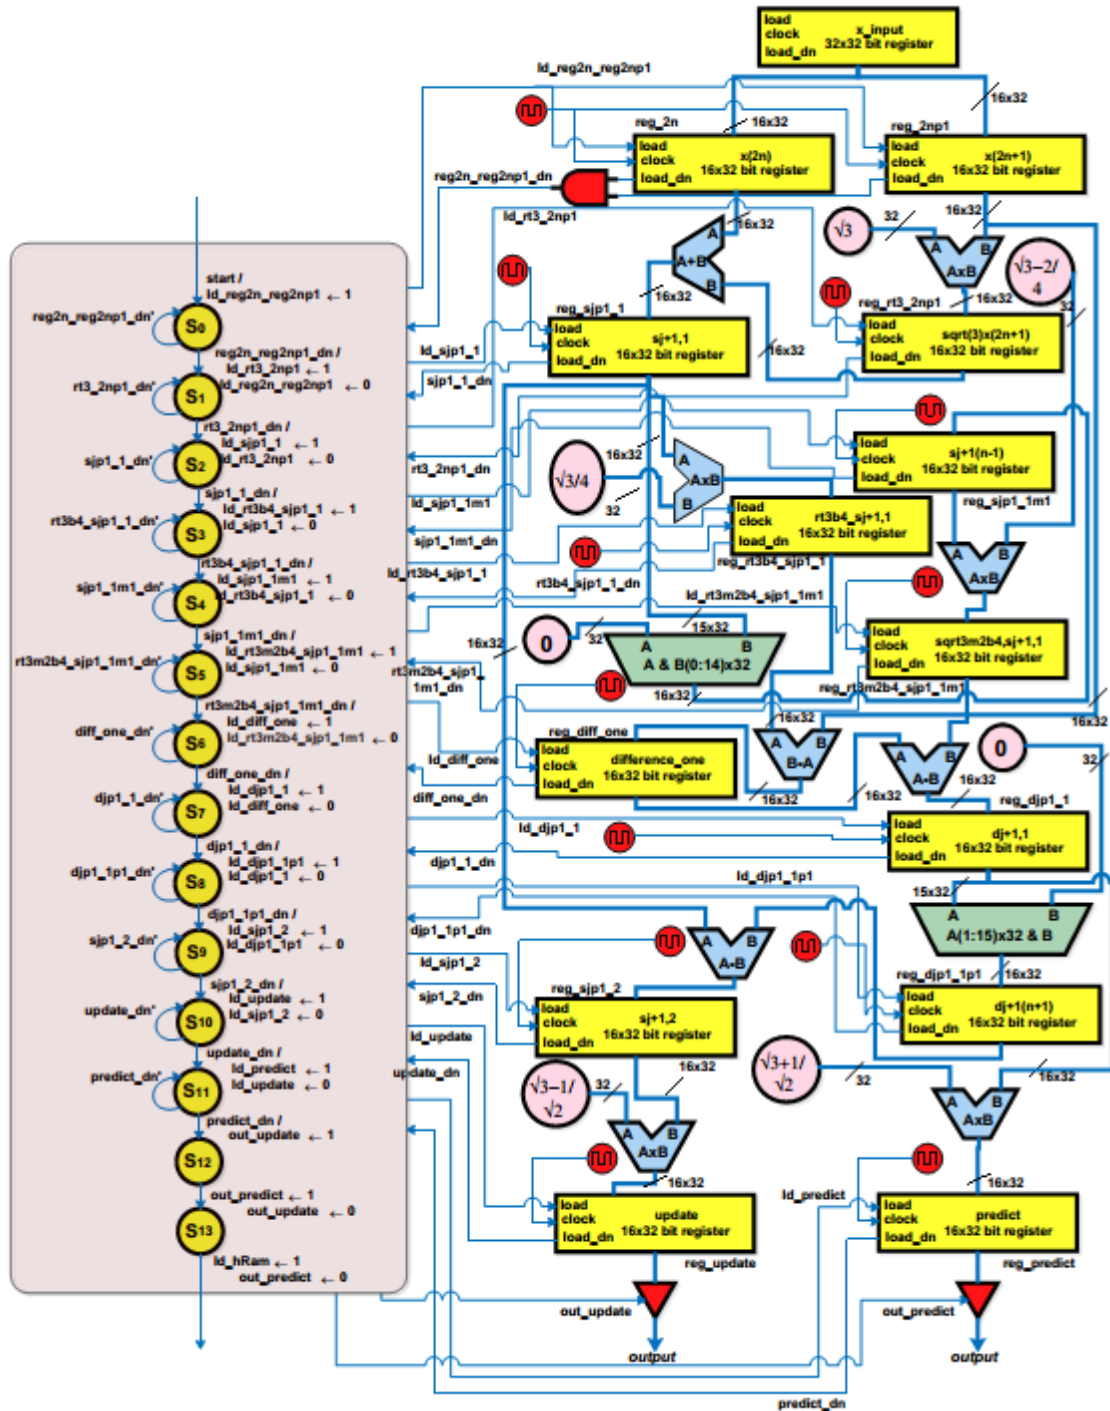 load
clock
load_dn
x_input
32x32 bit register
ld_reg2n_reg2np1
16x32
reg_2n
16x32
reg_2np1
load
clock
load_dn
x(2n)
16x32 bit register
load
clock
load_dn
x(2n+1)
16x32 bit register
reg2n_reg2np1_dn
ld_rt3_2np1
16x32
√3
32
16x32
A
A+B
B
A
B
AxB
√3−2/
4
32
start /
ld_reg2n_reg2np1 ← 1
reg2n_reg2np1_dn'
S0
reg2n_reg2np1_dn /
ld_rt3_2np1 ← 1
ld_reg2n_reg2np1 ← 0
rt3_2np1_dn'
S1
rt3_2np1_dn /
ld_sjp1_1 ← 1
ld_rt3_2np1 ← 0
sjp1_1_dn'
S2
sjp1_1_dn /
ld_rt3b4_sjp1_1 ← 1
ld_sjp1_1 ← 0
rt3b4_sjp1_1_dn'
S3
rt3b4_sjp1_1_dn /
ld_sjp1_1m1 ← 1
ld_rt3b4_sjp1_1 ← 0
sjp1_1m1_dn'
S4
sjp1_1m1_dn /
ld_rt3m2b4_sjp1_1m1 ← 1
ld_sjp1_1m1 ← 0
rt3m2b4_sjp1_1m1_dn'
S5
rt3m2b4_sjp1_1m1_dn /
ld_diff_one ← 1
ld_rt3m2b4_sjp1_1m1 ← 0
diff_one_dn'
S6
diff_one_dn /
ld_djp1_1 ← 1
ld_diff_one ← 0
djp1_1_dn'
S7
djp1_1_dn /
ld_djp1_1p1 ← 1
ld_djp1_1 ← 0
djp1_1p1_dn'
S8
djp1_1p1_dn /
ld_sjp1_2 ← 1
ld_djp1_1p1 ← 0
sjp1_2_dn'
S9
sjp1_2_dn /
ld_update ← 1
ld_sjp1_2 ← 0
update_dn'
S10
update_dn /
ld_predict ← 1
ld_update ← 0
predict_dn'
S11
predict_dn /
out_update ← 1
S12
out_predict ← 1
out_update ← 0
S13
ld_hRam ← 1
out_predict ← 0
16x32
reg_sjp1_1
load
clock
load_dn
sj+1,1
16x32 bit register
16x32
reg_rt3_2np1
16x32
load
clock
load_dn
sqrt(3)x(2n+1)
16x32 bit register
ld_sjp1_1
sjp1_1_dn
rt3_2np1_dn
ld_sjp1_1m1
sjp1_1m1_dn
ld_rt3b4_sjp1_1
rt3b4_sjp1_1_dn
√3/4
16x32
32
A
AxB
B
load
clock
load_dn
sj+1(n-1)
16x32 bit register
reg_sjp1_1m1
load
clock
load_dn
rt3b4_sj+1,1
16x32 bit register
reg_rt3b4_sjp1_1
A
B
AxB
ld_rt3m2b4_sjp1_1m1
16x32
0
32
15x32
A
B
A & B(0:14)x32
16x32
load
clock
load_dn
sqrt3m2b4,sj+1,1
16x32 bit register
reg_rt3m2b4_sjp1_1m1
rt3m2b4_sjp1_
1m1_dn
16x32
16x32
reg_diff_one
load
clock
load_dn
difference_one
16x32 bit register
A
B
B-A
16x32
A
B
A-B
0
32
16x32
16x32
ld_diff_one
diff_one_dn
ld_djp1_1
djp1_1_dn
reg_djp1_1
load
clock
load_dn
dj+1,1
16x32 bit register
ld_djp1_1p1
15x32
A
B
A(1:15)x32 & B
djp1_1p1_dn
ld_sjp1_2
sjp1_2_dn
A
B
A-B
reg_sjp1_2
load
clock
load_dn
sj+1,2
16x32 bit register
reg_djp1_1p1
16x32
load
clock
load_dn
dj+1(n+1)
16x32 bit register
ld_update
update_dn
√3−1/
√2
32
16x32
√3+1/
√2
32
16x32
A
B
AxB
A
B
AxB
16x32
16x32
ld_predict
load
clock
load_dn
update
16x32 bit register
reg_update
load
clock
load_dn
predict
16x32 bit register
reg_predict
out_update
out_predict
output
output
predict_dn